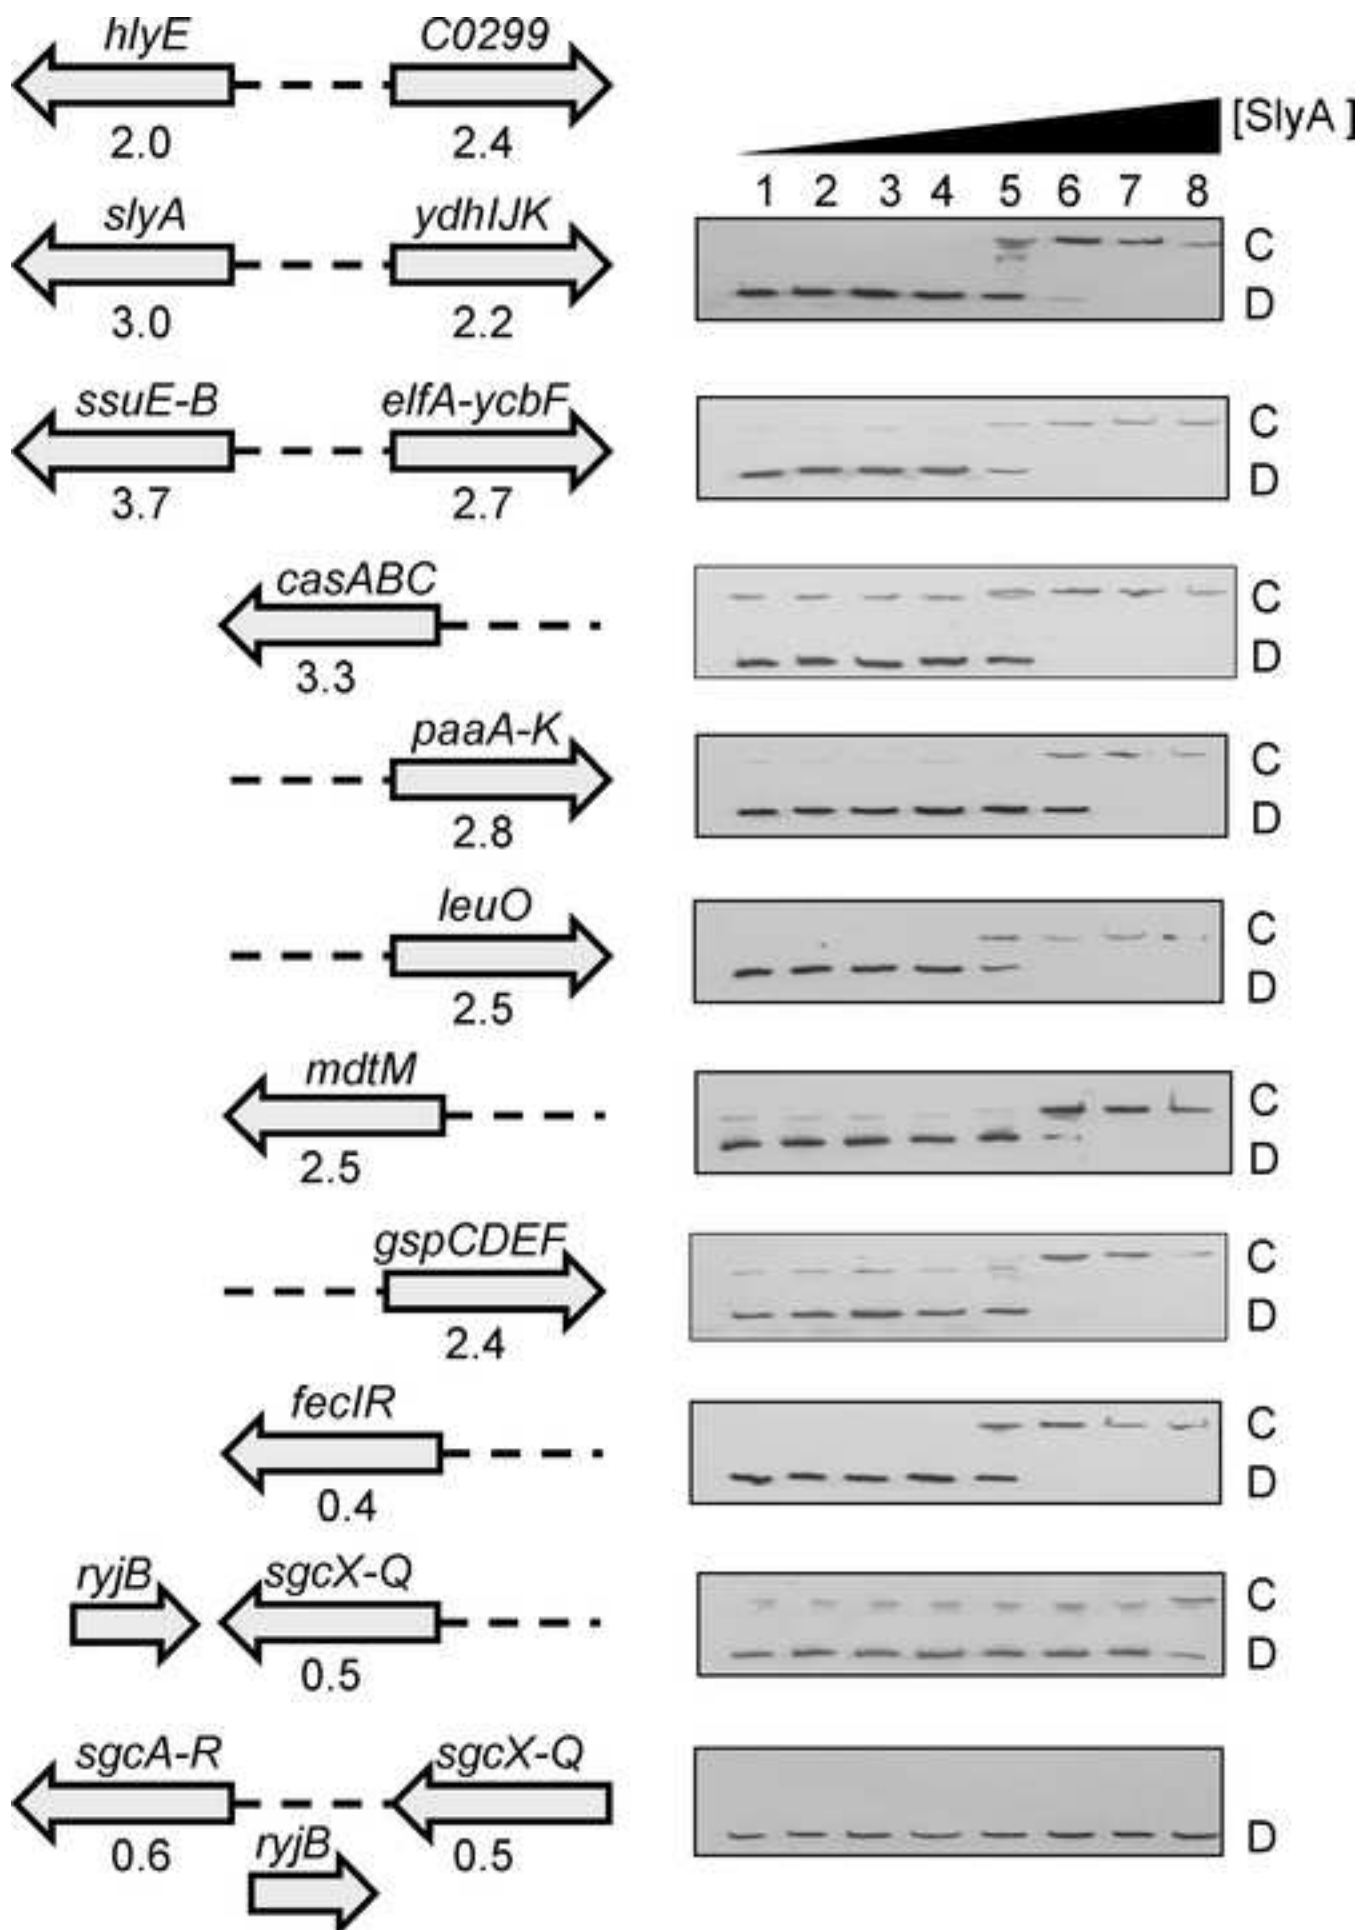 hlyE C0299
2.0 2.4
[SlyA ]
1 2 3 4 5 6 7 8
slyA ydhIJK
3.0 2.2
C
D
ssuE-B elfA-ycbF
3.7 2.7
C
D
casABC
3.3
C
D
paaA-K
2.8
C
D
leuO
2.5
C
D
mdtM
2.5
C
D
gspCDEF
2.4
C
D
fecIR
0.4
C
D
ryjB sgcX-Q
0.5
C
D
sgcA-R sgcX-Q
0.6 ryjB 0.5
D